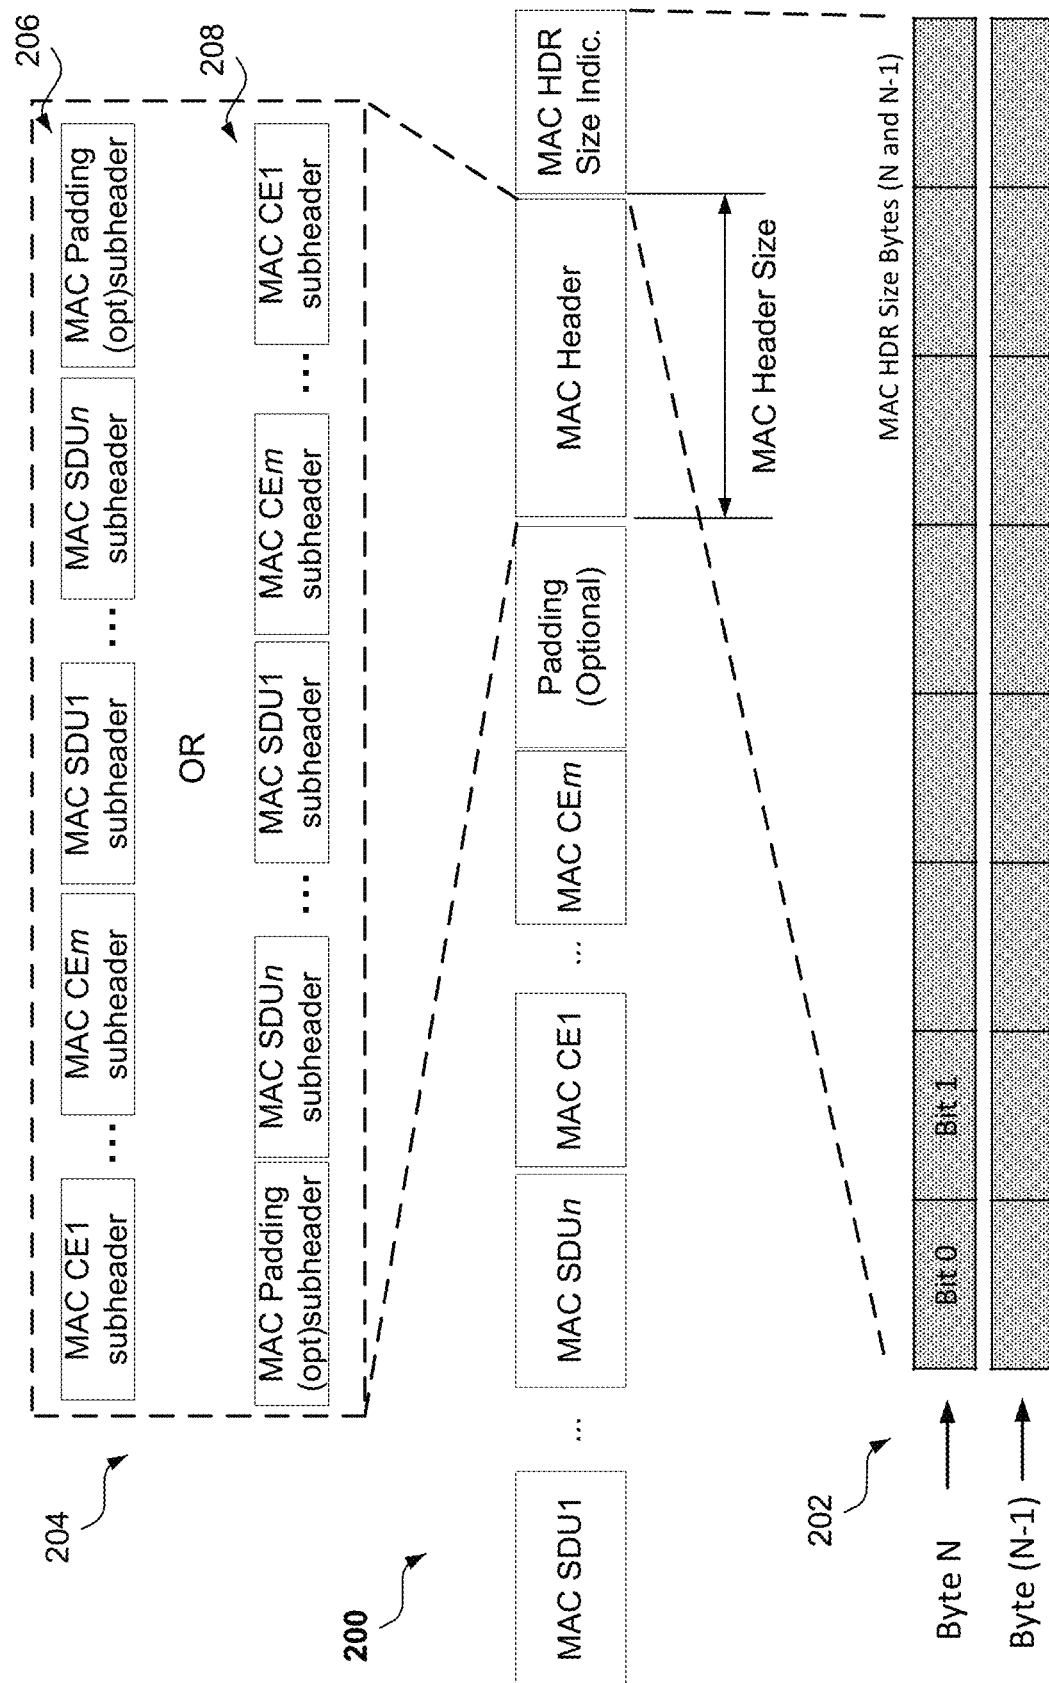 204
206
MAC CE1
subheader
...
MAC CEm
subheader
MAC SDU1
subheader
...
MAC SDUn
subheader
MAC Padding
(opt)subheader
OR
208
MAC Padding
(opt)subheader
MAC SDUn
subheader
...
MAC SDU1
subheader
MAC CEm
subheader
...
MAC CE1
subheader
200
MAC SDU1
...
MAC SDUn
MAC CE1
...
MAC CEm
Padding
(Optional)
MAC Header
MAC HDR
Size Indic.
MAC Header Size
202
MAC HDR Size Bytes (N and N-1)
Byte N
Bit 0
Bit 1
Byte (N-1)